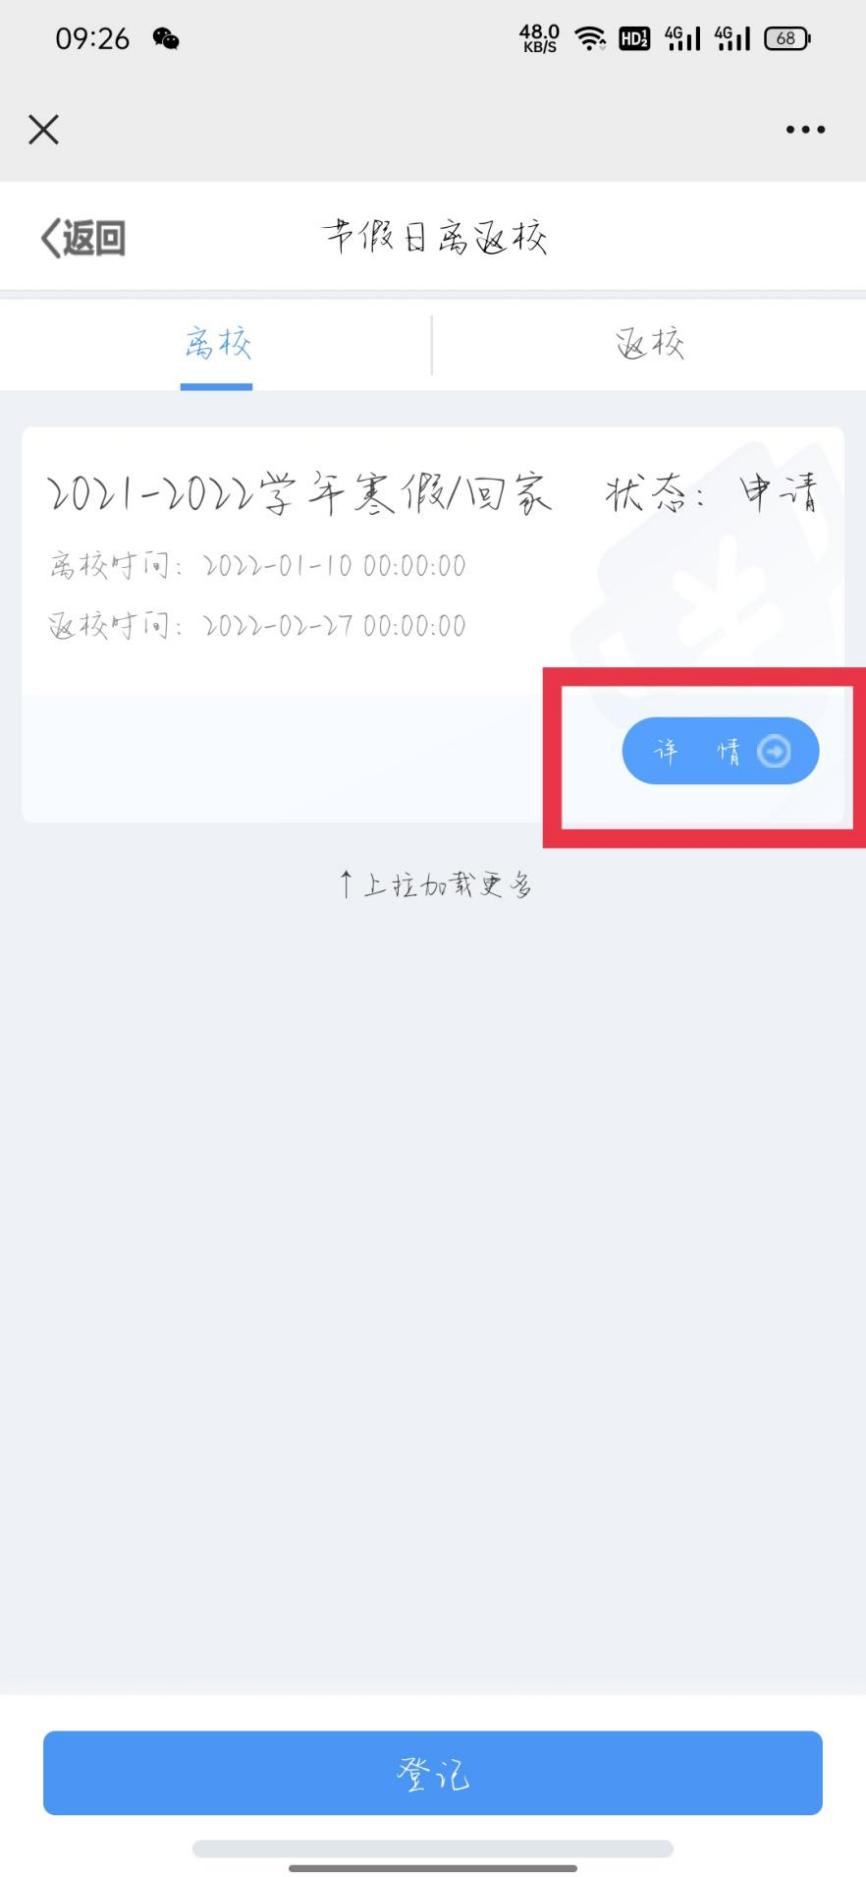 09:26 48.0 KB/S HD 4G 4G 68
返回 节假日离返校
离校 返校
2021-2022学年寒假/回家 状态：申请
离校时间：2022-01-10 00:00:00
返校时间：2022-02-27 00:00:00
详 情
↑上拉加载更多
登记